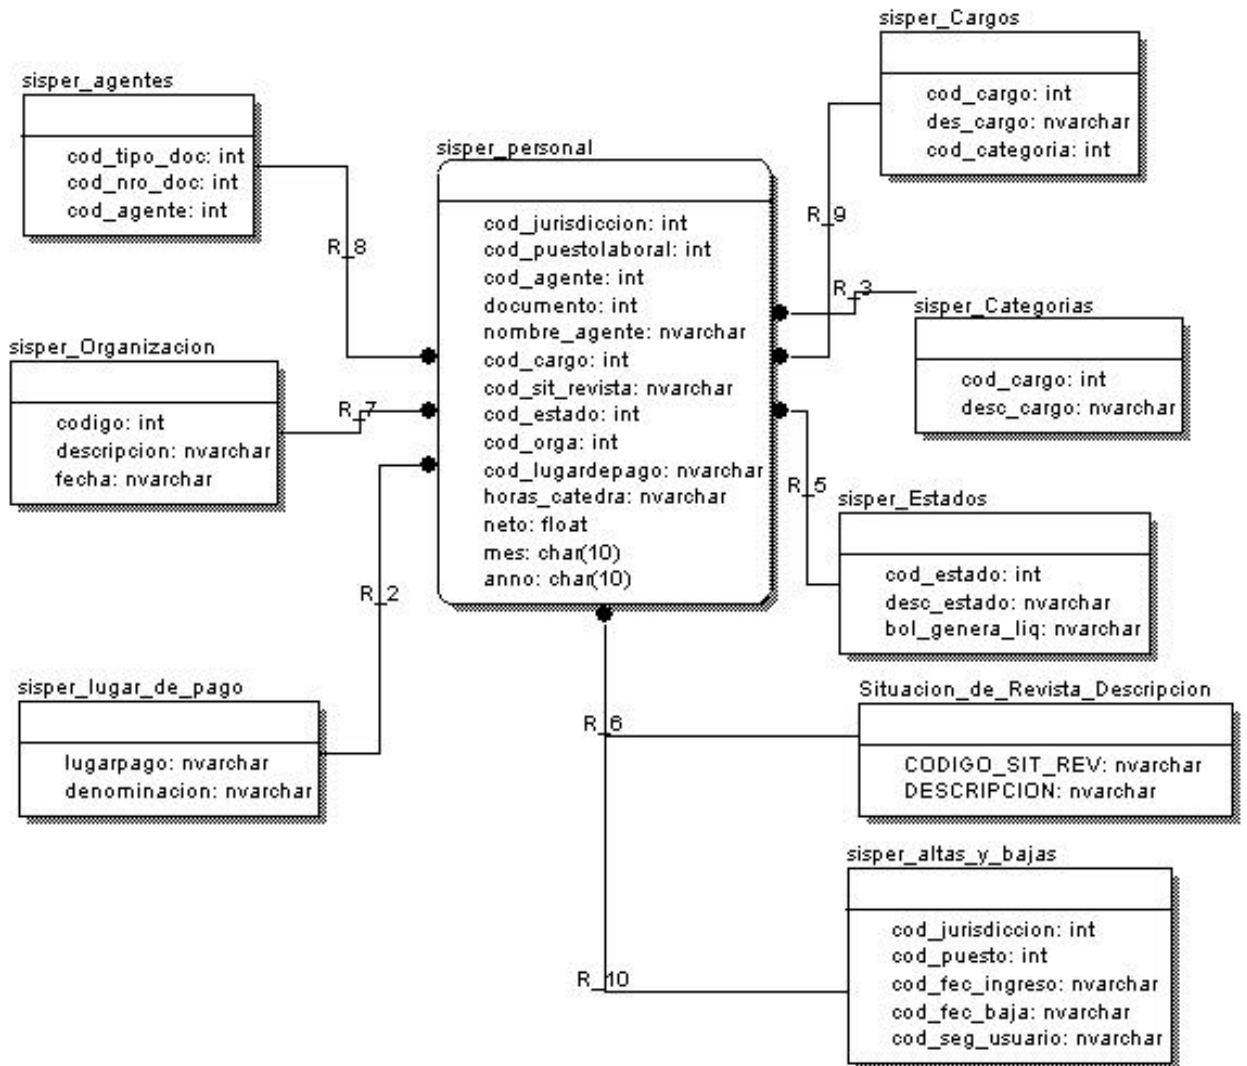 sisper_agentes
cod_tipo_doc: int
cod_nro_doc: int
cod_agente: int
R_8
sisper_Organizacion
codigo: int
descripcion: nvarchar
fecha: nvarchar
R_7
sisper_lugar_de_pago
lugarpago: nvarchar
denominacion: nvarchar
R_2
sisper_personal
cod_jurisdiccion: int
cod_puestolaboral: int
cod_agente: int
documento: int
nombre_agente: nvarchar
cod_cargo: int
cod_sit_revista: nvarchar
cod_estado: int
cod_orga: int
cod_lugardepago: nvarchar
horas_catedra: nvarchar
neto: float
mes: char(10)
anno: char(10)
sisper_Cargos
cod_cargo: int
des_cargo: nvarchar
cod_categoria: int
R_9
R_3
sisper_Categorias
cod_cargo: int
desc_cargo: nvarchar
R_5
sisper_Estados
cod_estado: int
desc_estado: nvarchar
bol_genera_liq: nvarchar
R_6
Situacion_de_Revista_Descripcion
CODIGO_SIT_REV: nvarchar
DESCRIPCION: nvarchar
R_10
sisper_altas_y_bajas
cod_jurisdiccion: int
cod_puesto: int
cod_fec_ingreso: nvarchar
cod_fec_baja: nvarchar
cod_seg_usuario: nvarchar